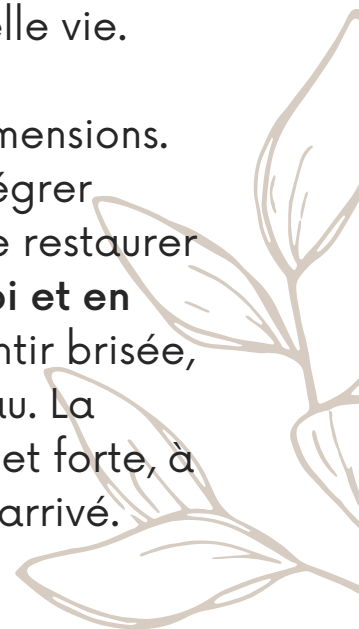 elle vie.
mensions.
égrer
e restaurer
oi et en
ntir brisée,
au. La
et forte, à
arrivé.